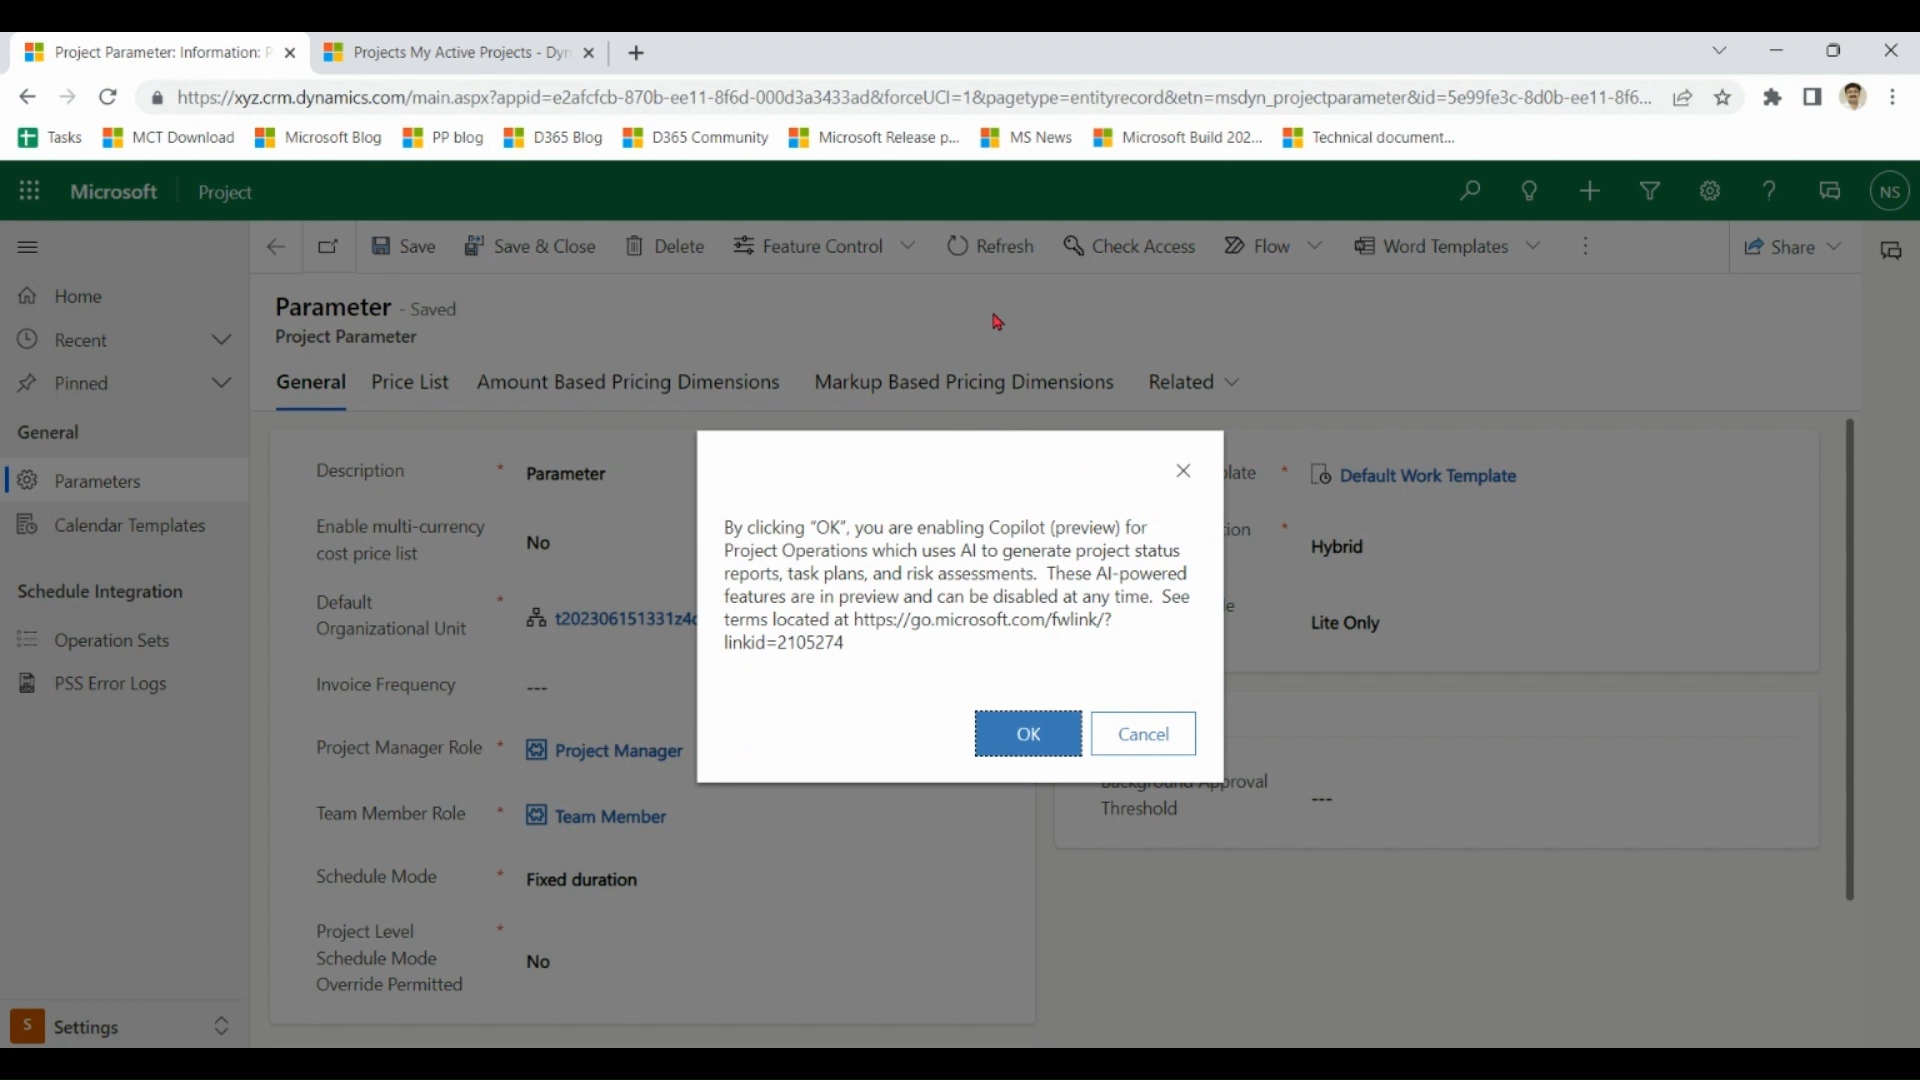 Project Parameter: Information: P
Projects My Active Projects - Dyn
https://xyz.crm.dynamics.com/main.aspx?appid=e2afcfcb-870b-ee11-8f6d-000d3a3433ad&forceUCI=1&pagetype=entityrecord&etn=msdyn_projectparameter&id=5e99fe3c-8d0b-ee11-8f6...
Tasks MCT Download Microsoft Blog PP blog D365 Blog D365 Community Microsoft Release p... MS News Microsoft Build 202... Technical document...
Microsoft Project NS
Save Save & Close Delete Feature Control Refresh Check Access Flow Word Templates Share
Home
Recent
Pinned
General
Parameters
Calendar Templates
Schedule Integration
Operation Sets
PSS Error Logs
S Settings
Parameter - Saved
Project Parameter
General Price List Amount Based Pricing Dimensions Markup Based Pricing Dimensions Related
Description * Parameter
Enable multi-currency
cost price list
No
Default
Organizational Unit
* t202306151331z4
Invoice Frequency ---
Project Manager Role * Project Manager
Team Member Role * Team Member
Schedule Mode * Fixed duration
Project Level
Schedule Mode
Override Permitted
* No
plate * Default Work Template
tion * Hybrid
e Lite Only
Background Approval
Threshold
---
By clicking “OK”, you are enabling Copilot (preview) for
Project Operations which uses AI to generate project status
reports, task plans, and risk assessments.  These AI-powered
features are in preview and can be disabled at any time.  See
terms located at https://go.microsoft.com/fwlink/?
linkid=2105274
OK Cancel